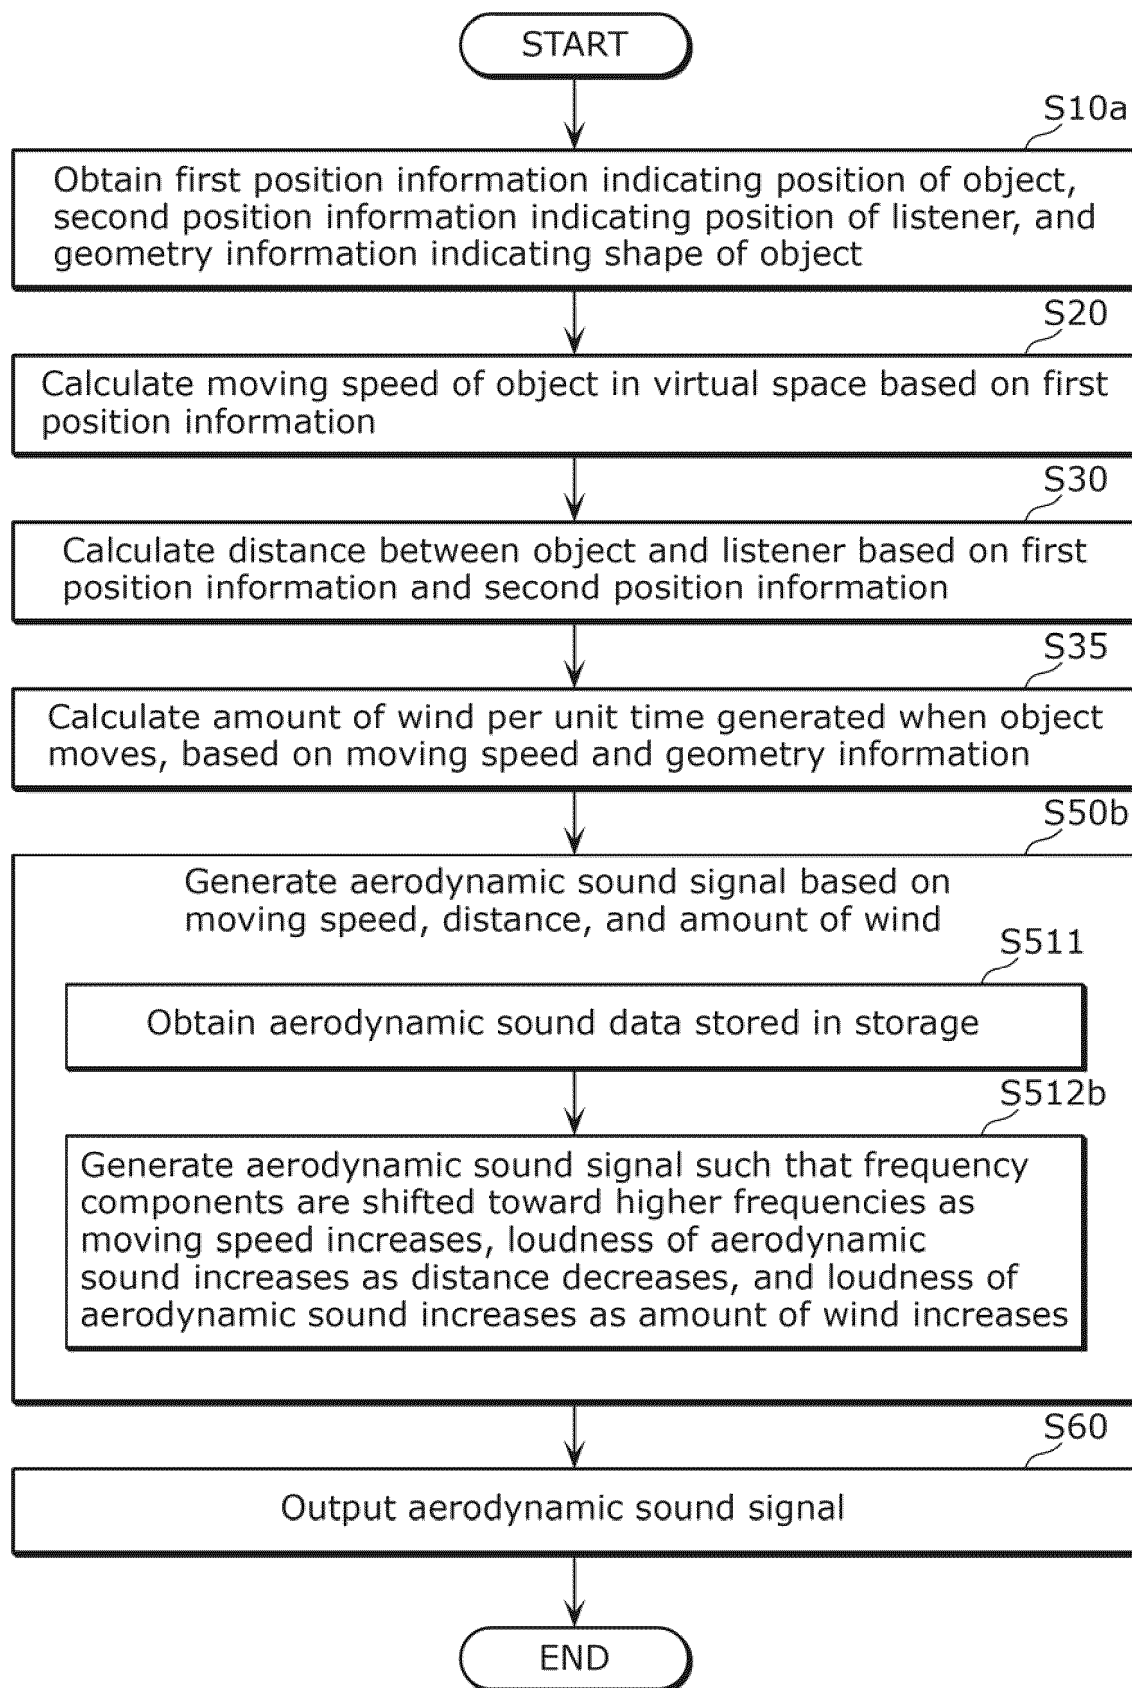 START
S10a
Obtain first position information indicating position of object,
second position information indicating position of listener, and
geometry information indicating shape of object
S20
Calculate moving speed of object in virtual space based on first
position information
S30
Calculate distance between object and listener based on first
position information and second position information
S35
Calculate amount of wind per unit time generated when object
moves, based on moving speed and geometry information
S50b
Generate aerodynamic sound signal based on
moving speed, distance, and amount of wind
S511
Obtain aerodynamic sound data stored in storage
S512b
Generate aerodynamic sound signal such that frequency
components are shifted toward higher frequencies as
moving speed increases, loudness of aerodynamic
sound increases as distance decreases, and loudness of
aerodynamic sound increases as amount of wind increases
S60
Output aerodynamic sound signal
END